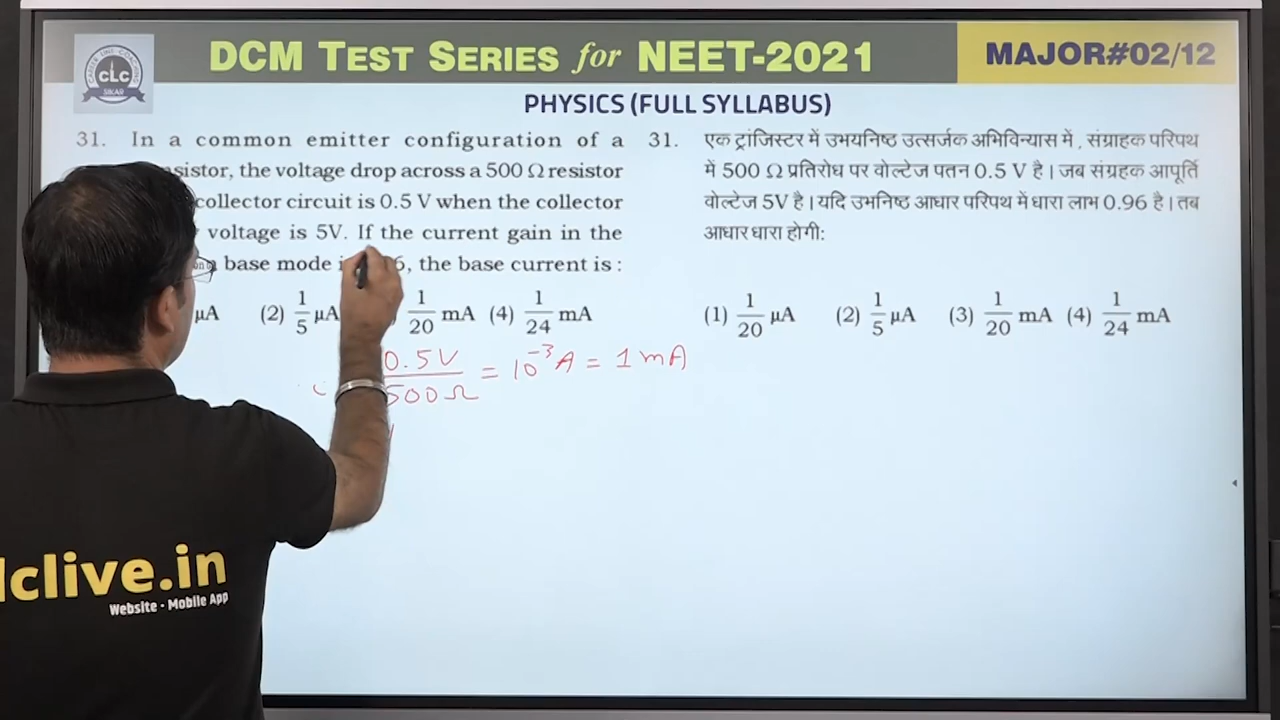 DCM TEST SERIES for NEET-2021
MAJOR#02/12
CLC
SIKAR
PHYSICS (FULL SYLLABUS)
31. In a common emitter configuration of a
sistor, the voltage drop across a 500 Ω resistor
collector circuit is 0.5 V when the collector
voltage is 5V. If the current gain in the
base mode i 6, the base current is :
μA (2) 1/5 μA 1/20 mA (4) 1/24 mA
31. एक ट्रांजिस्टर में उभयनिष्ठ उत्सर्जक अभिविन्यास में , संग्राहक परिपथ
में 500 Ω प्रतिरोध पर वोल्टेज पतन 0.5 V है। जब संग्राहक आपूर्ति
वोल्टेज 5V है। यदि उभनिष्ठ आधार परिपथ में धारा लाभ 0.96 है। तब
आधार धारा होगी:
(1) 1/20 μA (2) 1/5 μA (3) 1/20 mA (4) 1/24 mA
0.5V/500Ω = 10⁻³A = 1mA
lclive.in
Website - Mobile App